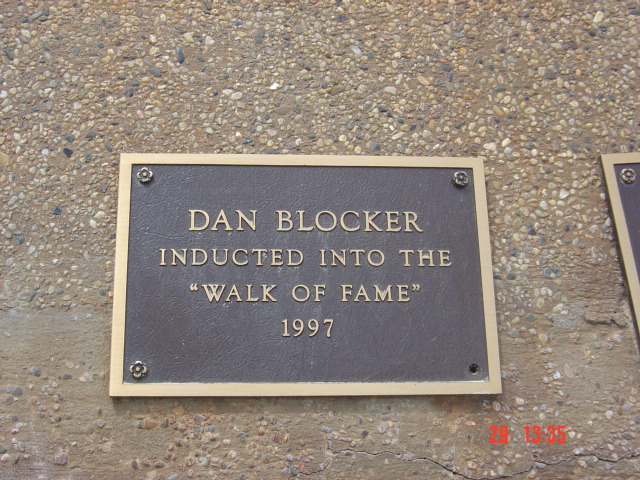 DAN BLOCKER
INDUCTED INTO THE
“WALK OF FAME”
1997
29 13:35